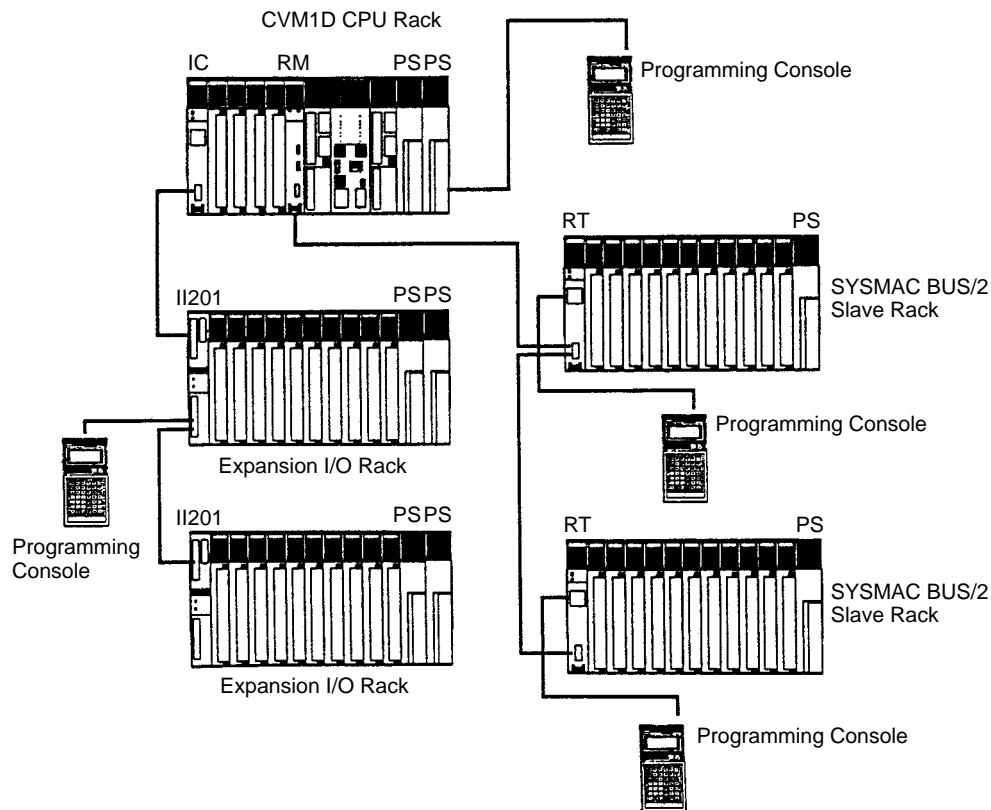 CVM1D CPU Rack
IC RM PS PS
Programming Console
RT PS
SYSMAC BUS/2
Slave Rack
II201 PS PS
Programming Console
Expansion I/O Rack
II201 PS PS
Programming
Console
RT PS
SYSMAC BUS/2
Slave Rack
Expansion I/O Rack
Programming Console